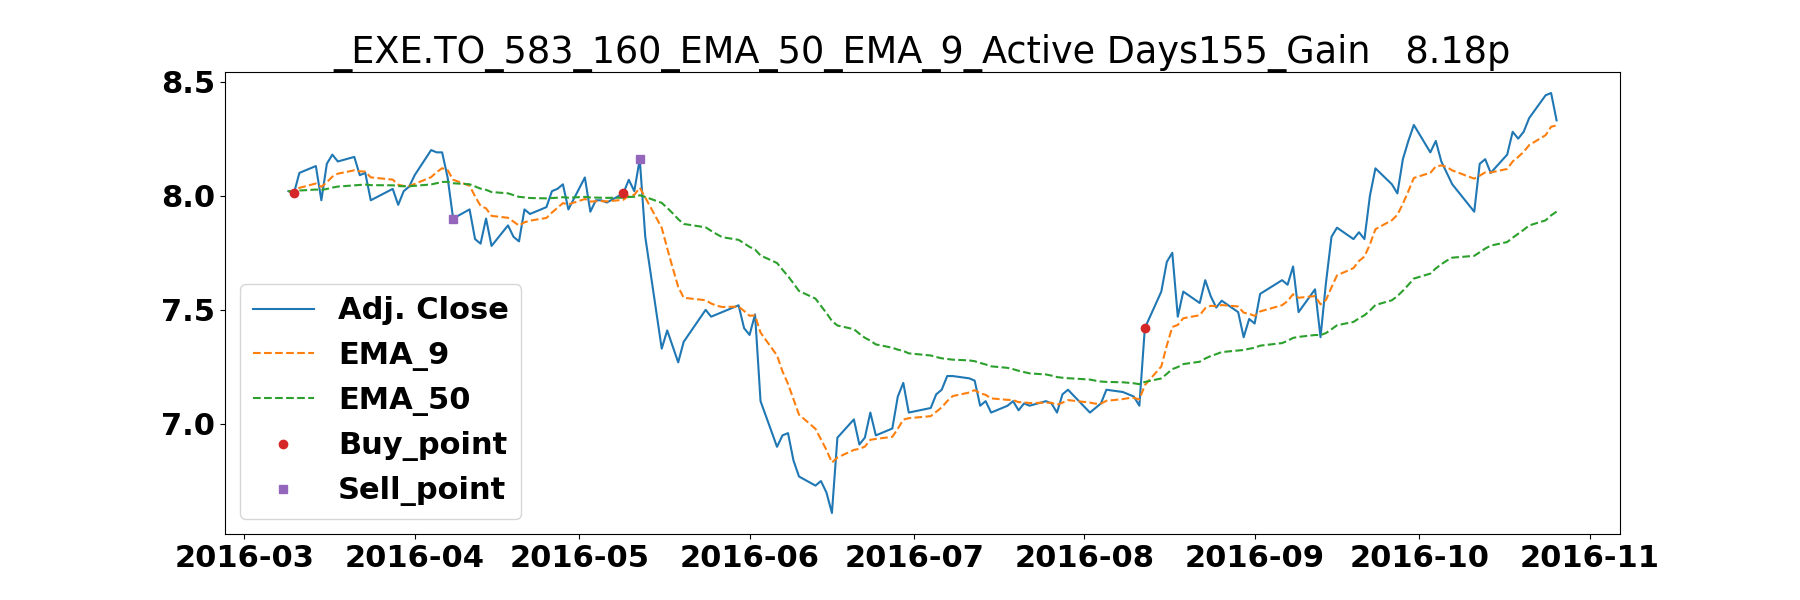 _EXE.TO_583_160_EMA_50_EMA_9_Active Days155_Gain   8.18p
8.5
8.0
7.5
7.0
Adj. Close
EMA_9
EMA_50
Buy_point
Sell_point
2016-03 2016-04 2016-05 2016-06 2016-07 2016-08 2016-09 2016-10 2016-11